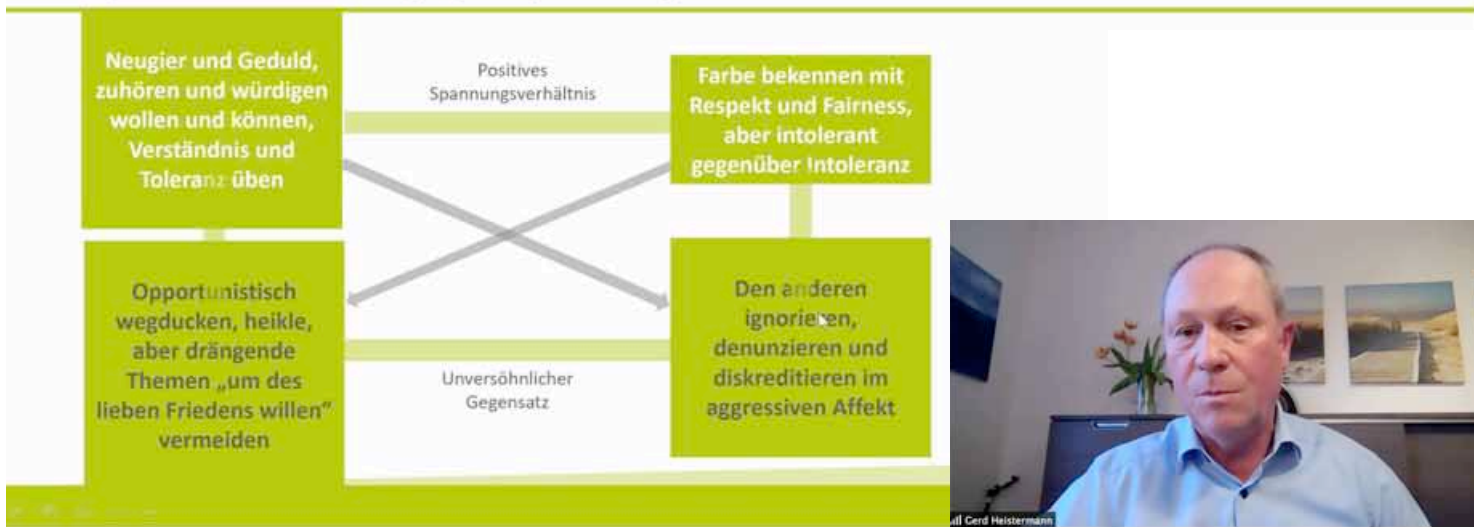 Neugier und Geduld,
zuhören und würdigen
wollen und können,
Verständnis und
Toleranz üben
Positives
Spannungsverhältnis
Farbe bekennen mit
Respekt und Fairness,
aber intolerant
gegenüber Intoleranz
Opportunistisch
wegducken, heikle,
aber drängende
Themen „um des
lieben Friedens willen“
vermeiden
Unversöhnlicher
Gegensatz
Den anderen
ignorieren,
denunzieren und
diskreditieren im
aggressiven Affekt
Gerd Heistermann